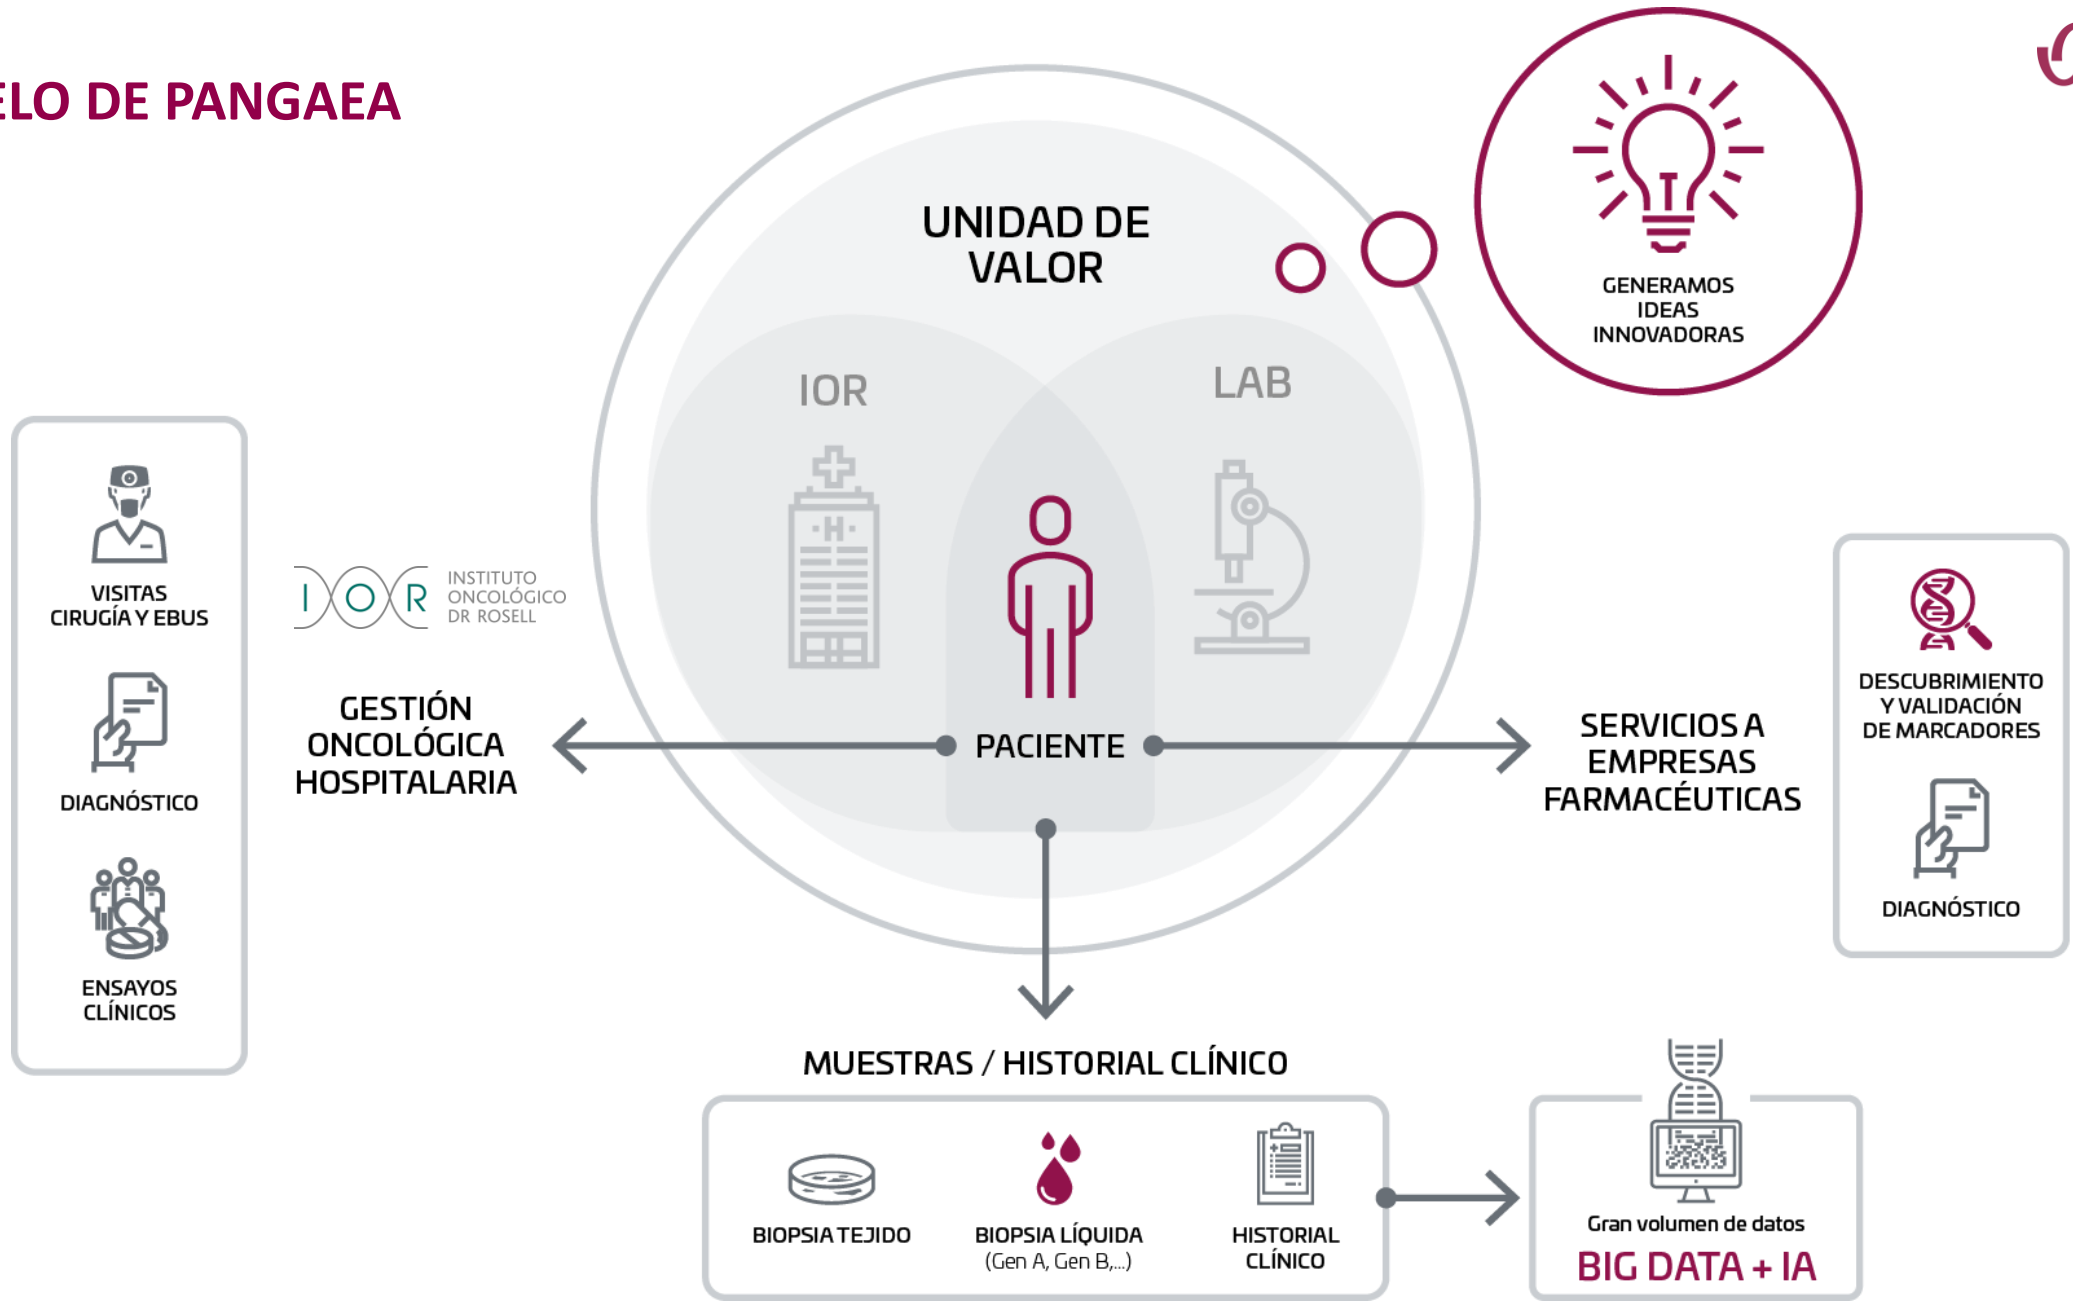 ELO DE PANGAEA
UNIDAD DE
VALOR
GENERAMOS
IDEAS
INNOVADORAS
IOR
LAB
H
VISITAS
CIRUGÍA Y EBUS
DIAGNÓSTICO
ENSAYOS
CLÍNICOS
IOR
INSTITUTO
ONCOLÓGICO
DR ROSELL
GESTIÓN
ONCOLÓGICA
HOSPITALARIA
PACIENTE
SERVICIOS A
EMPRESAS
FARMACÉUTICAS
DESCUBRIMIENTO
Y VALIDACIÓN
DE MARCADORES
DIAGNÓSTICO
MUESTRAS / HISTORIAL CLÍNICO
BIOPSIA TEJIDO
BIOPSIA LÍQUIDA
(Gen A, Gen B,...)
HISTORIAL
CLÍNICO
Gran volumen de datos
BIG DATA + IA